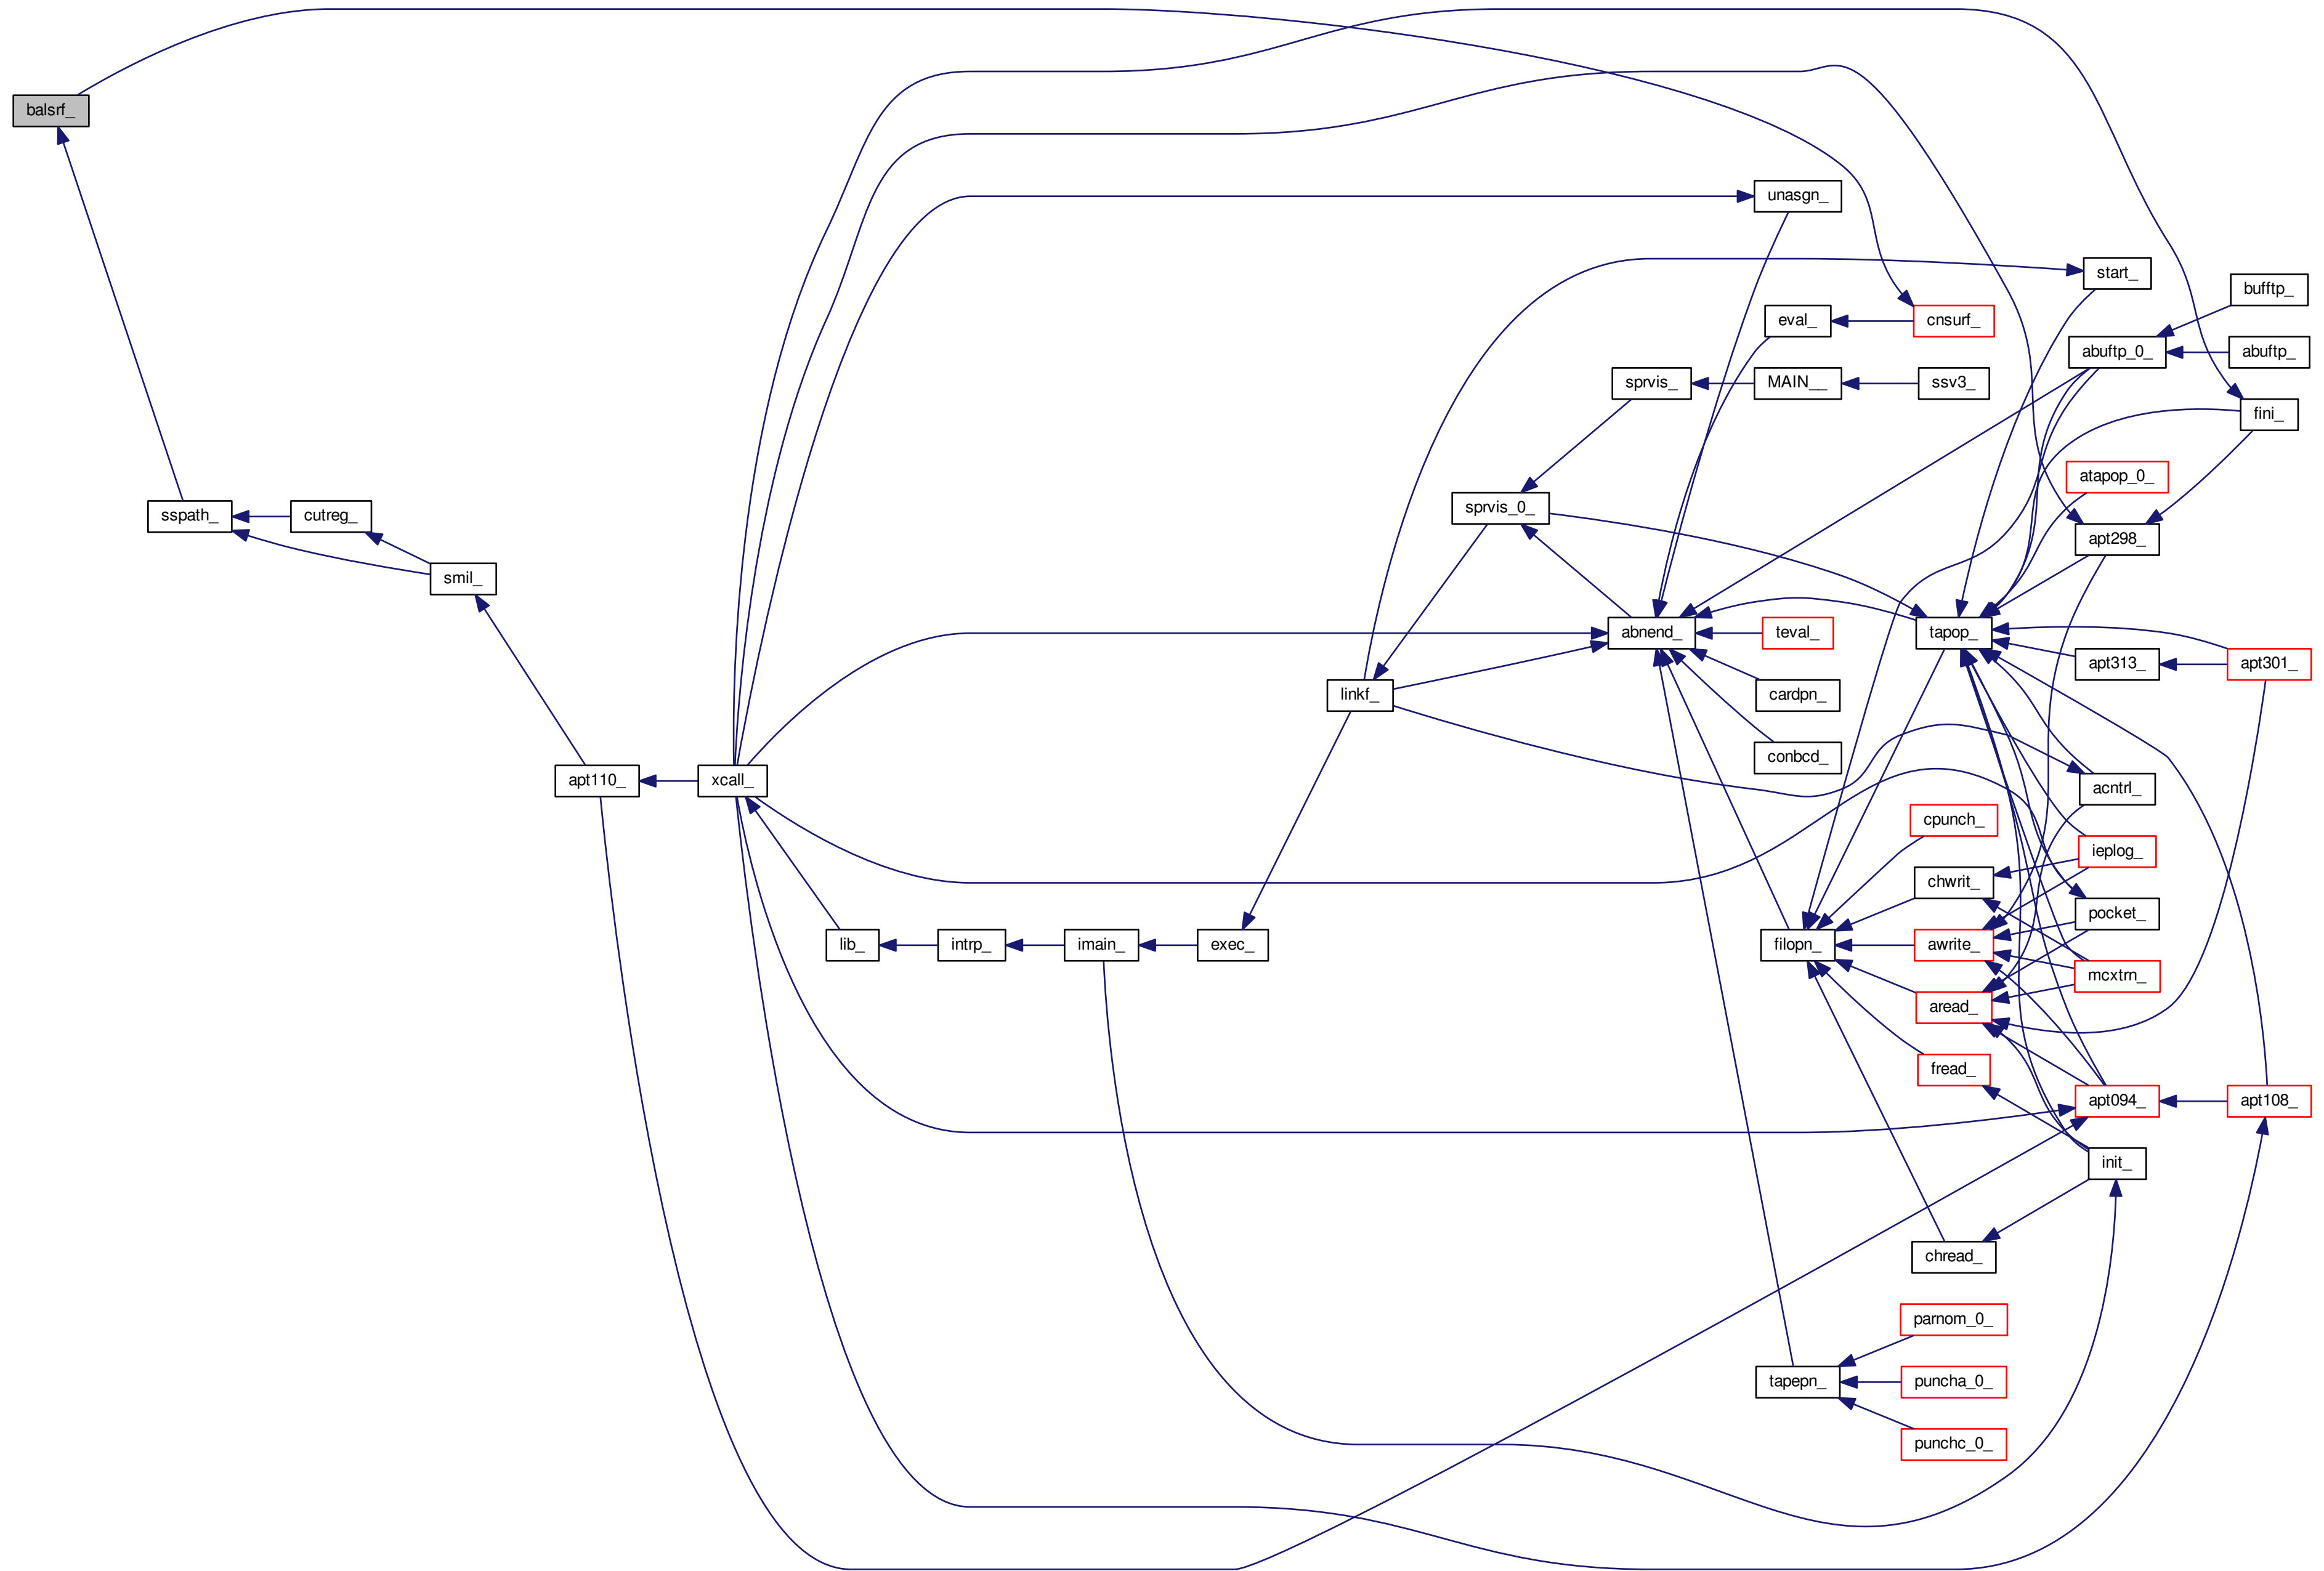 balsrf_
unasgn_
start_
bufftp_
eval_
cnsurf_
abuftp_0_
abuftp_
sprvis_
MAIN__
ssv3_
fini_
atapop_0_
sspath_
cutreg_
sprvis_0_
apt298_
smil_
abnend_
teval_
tapop_
apt313_
apt301_
linkf_
cardpn_
conbcd_
apt110_
xcall_
acntrl_
cpunch_
ieplog_
chwrit_
pocket_
lib_
intrp_
imain_
exec_
filopn_
awrite_
mcxtrn_
aread_
fread_
apt094_
apt108_
init_
chread_
parnom_0_
tapepn_
puncha_0_
punchc_0_